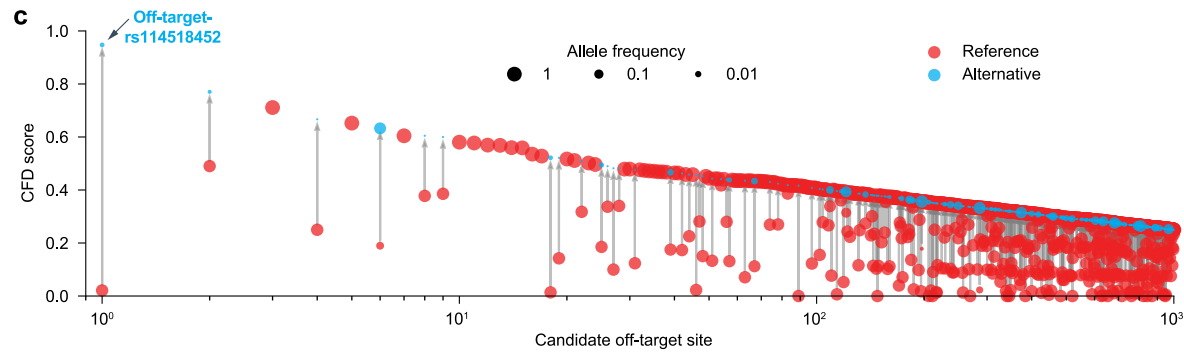 c
Off-target-
rs114518452
Allele frequency
1 0.1 0.01
Reference
Alternative
CFD score
1.0
0.8
0.6
0.4
0.2
0.0
10⁰ 10¹ 10² 10³
Candidate off-target site